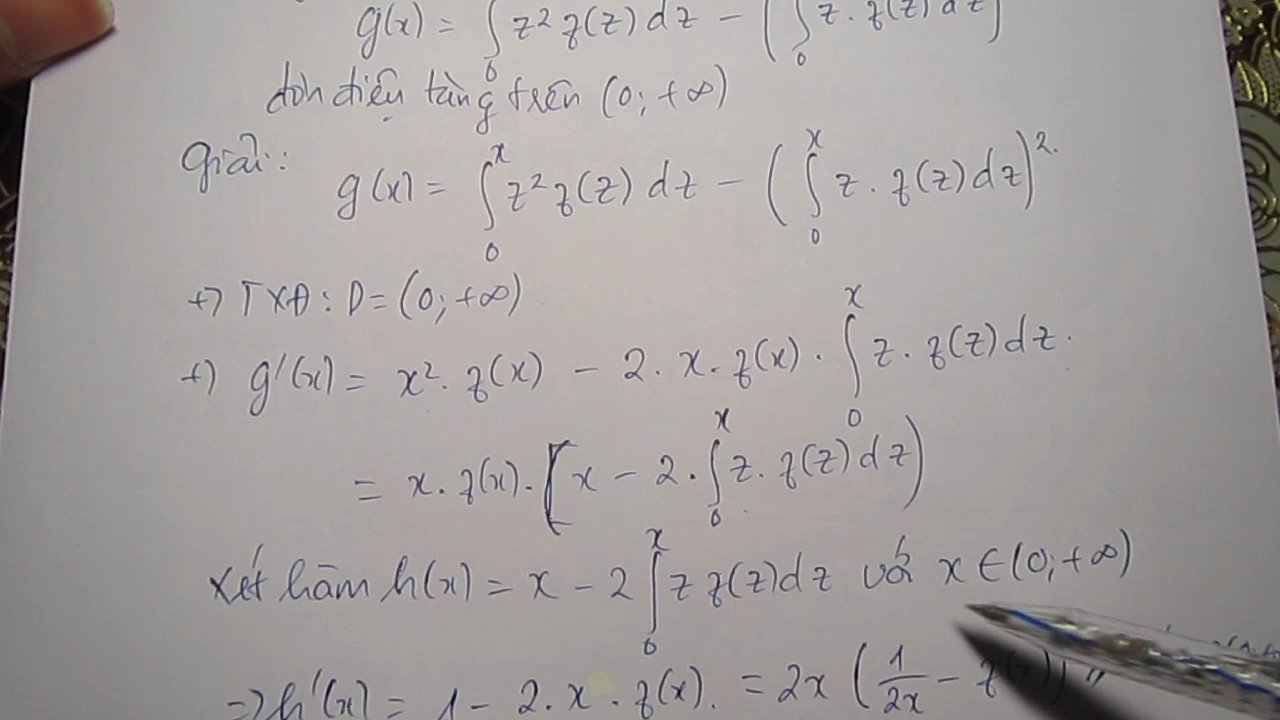 g(x) = ∫₀ z² q(z) dz − (∫₀ z. q(z) dz)
đơn điệu tăng trên (0; +∞)
Giải:
g(x) = ∫₀ˣ z² q(z) dz − (∫₀ˣ z. q(z) dz)².
+) TXĐ: D = (0; +∞)
+) g'(x) = x². q(x) − 2. x. q(x). ∫₀ˣ z. q(z) dz.
= x. q(x). [x − 2. ∫₀ˣ z. q(z) dz)
Xét hàm h(x) = x − 2 ∫₀ˣ z q(z) dz với x ∈ (0; +∞)
=> h'(x) = 1 − 2. x. q(x). = 2x (1/2x − q(x))